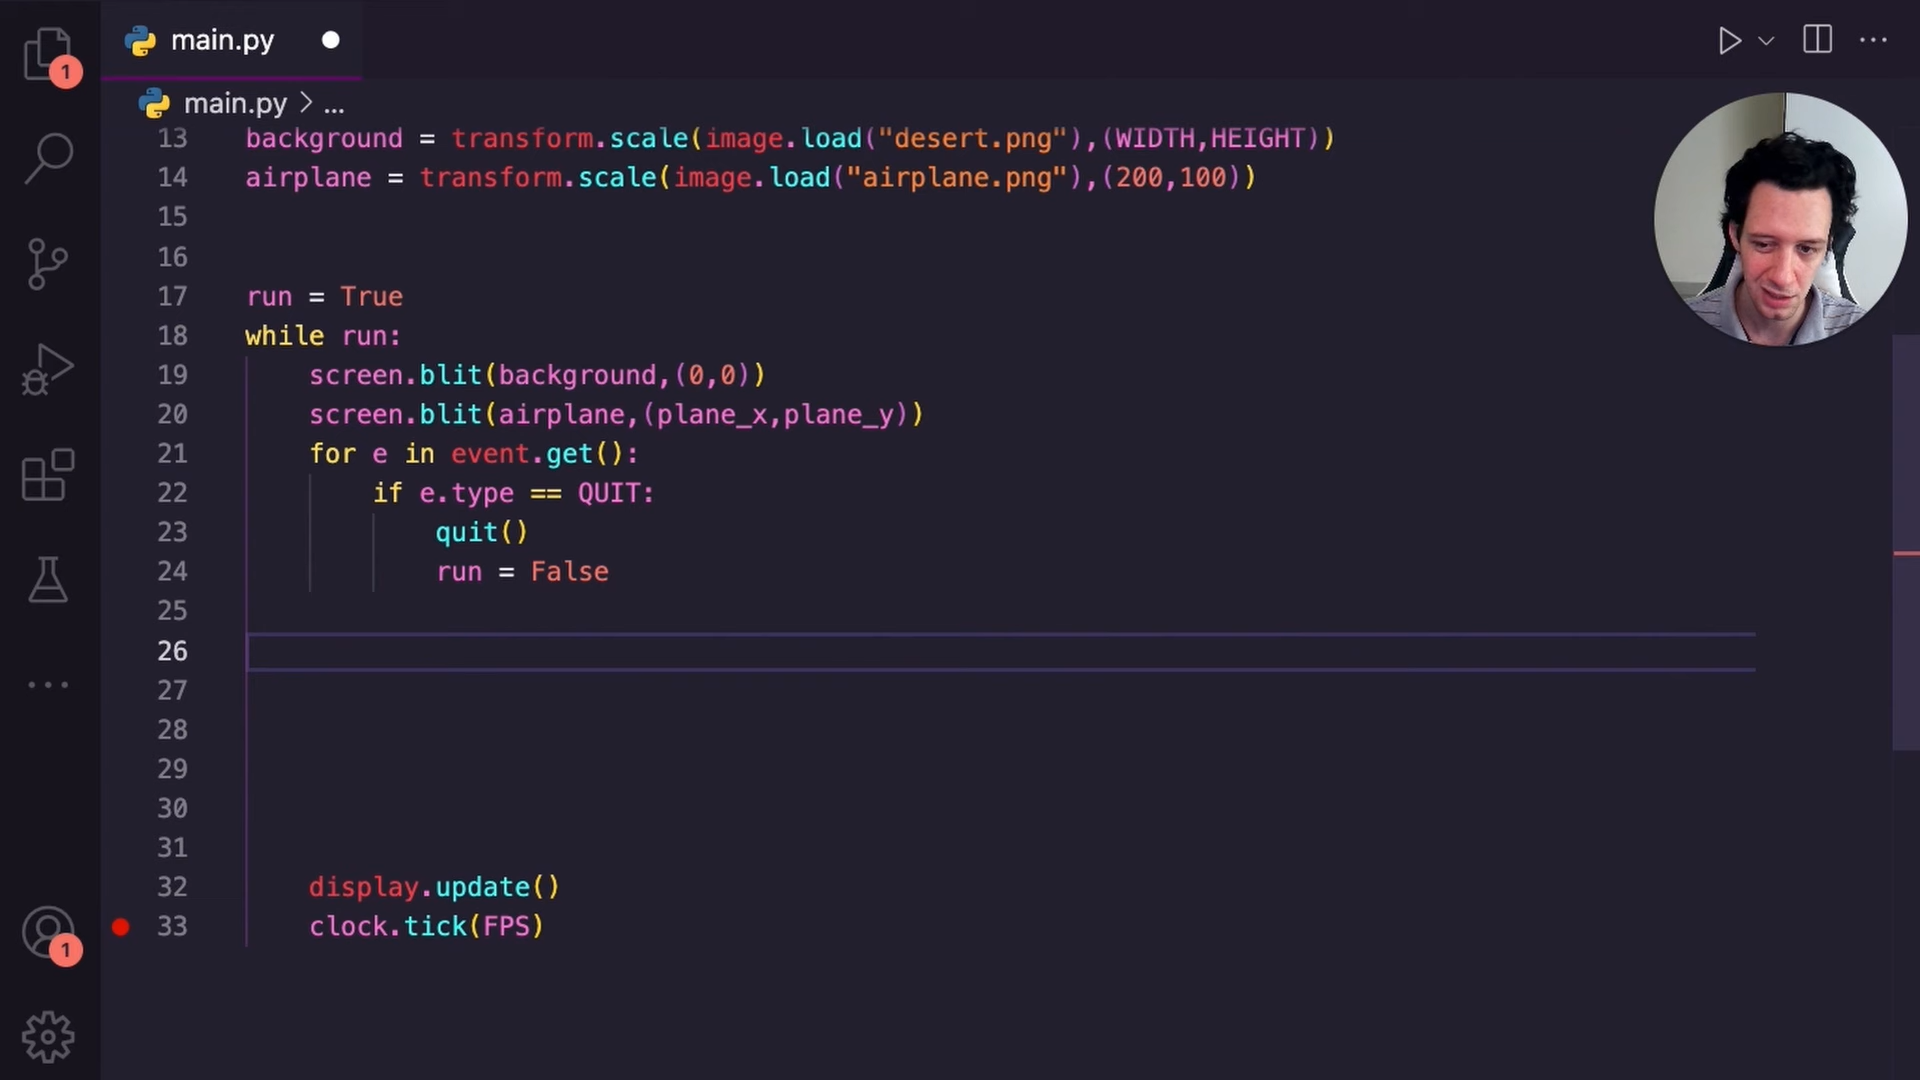 main.py
1
main.py > ...
13 background = transform.scale(image.load("desert.png"),(WIDTH,HEIGHT))
14 airplane = transform.scale(image.load("airplane.png"),(200,100))
15
16
17 run = True
18 while run:
19 screen.blit(background,(0,0))
20 screen.blit(airplane,(plane_x,plane_y))
21 for e in event.get():
22 if e.type == QUIT:
23 quit()
24 run = False
25
26
27
28
29
30
31
32 display.update()
33 clock.tick(FPS)
1